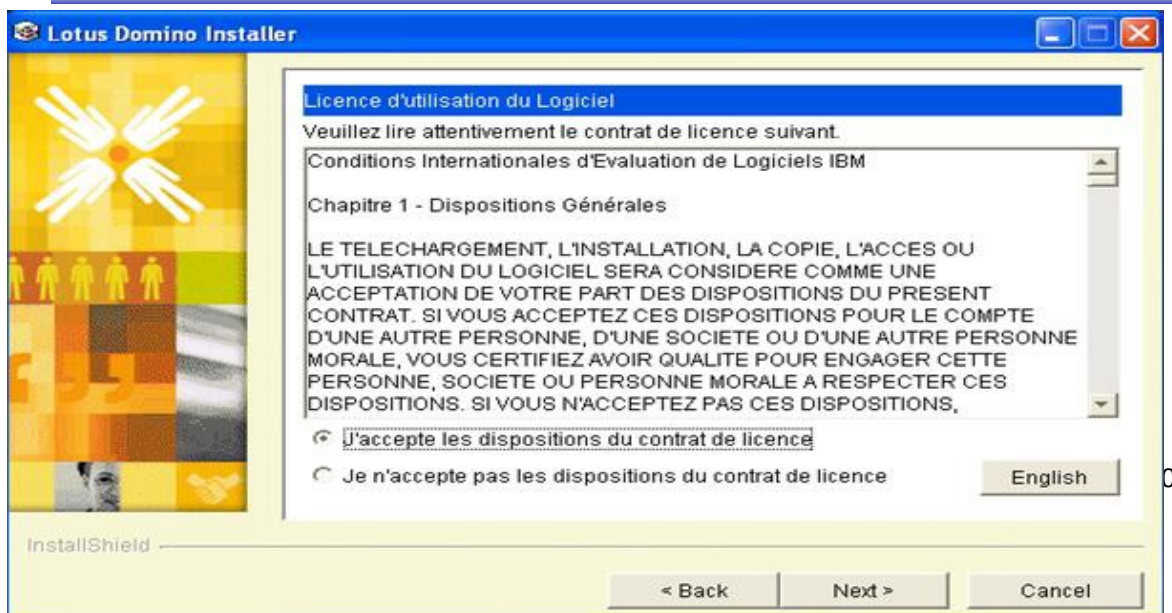 Lotus Domino Installer
Licence d'utilisation du Logiciel
Veuillez lire attentivement le contrat de licence suivant.
Conditions Internationales d'Evaluation de Logiciels IBM
Chapitre 1 - Dispositions Générales
LE TELECHARGEMENT, L'INSTALLATION, LA COPIE, L'ACCES OU
L'UTILISATION DU LOGICIEL SERA CONSIDERE COMME UNE
ACCEPTATION DE VOTRE PART DES DISPOSITIONS DU PRESENT
CONTRAT. SI VOUS ACCEPTEZ CES DISPOSITIONS POUR LE COMPTE
D'UNE AUTRE PERSONNE, D'UNE SOCIETE OU D'UNE AUTRE PERSONNE
MORALE, VOUS CERTIFIEZ AVOIR QUALITE POUR ENGAGER CETTE
PERSONNE, SOCIETE OU PERSONNE MORALE A RESPECTER CES
DISPOSITIONS. SI VOUS N'ACCEPTEZ PAS CES DISPOSITIONS,
J'accepte les dispositions du contrat de licence
Je n'accepte pas les dispositions du contrat de licence
English
InstallShield
< Back
Next >
Cancel